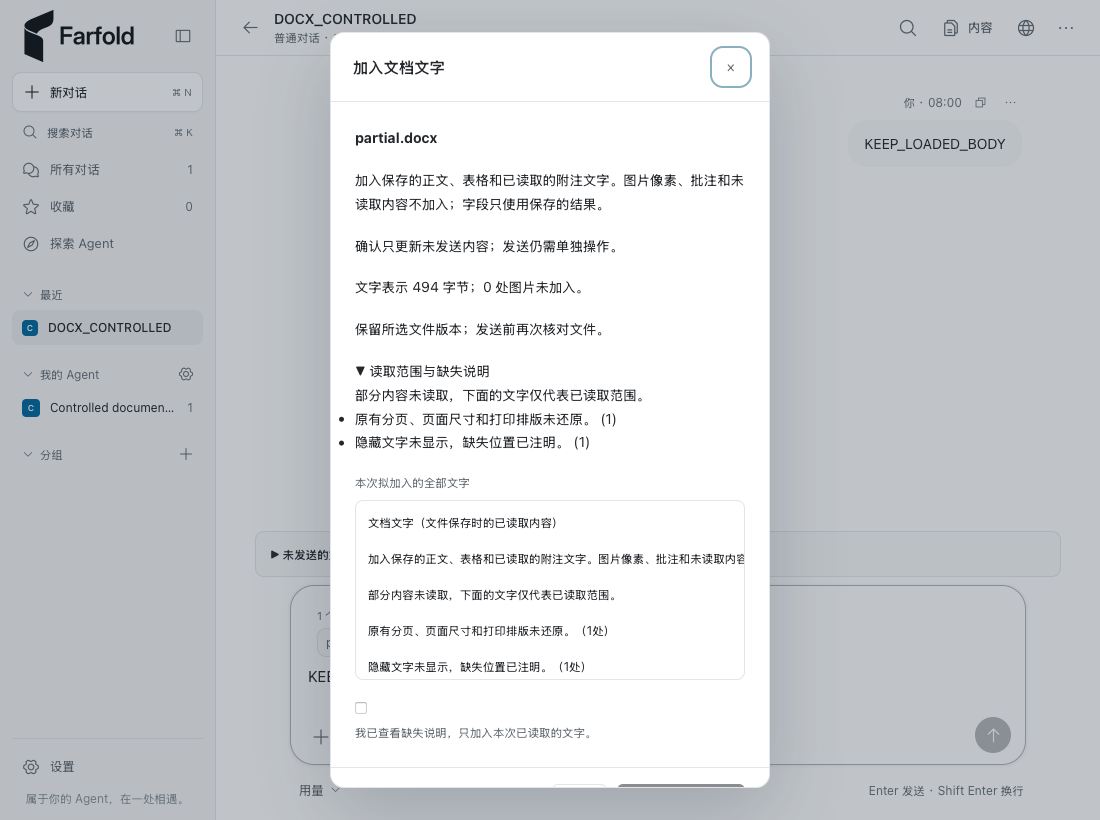 Farfold
新对话
⌘ N
搜索对话
⌘ K
所有对话
1
收藏
0
探索 Agent
最近
C
DOCX_CONTROLLED
我的 Agent
C
Controlled documen...
1
分组
设置
属于你的 Agent，在一处相遇。
DOCX_CONTROLLED
普通对话 ·
内容
你 · 08:00
KEEP_LOADED_BODY
加入文档文字
partial.docx
加入保存的正文、表格和已读取的附注文字。图片像素、批注和未
读取内容不加入；字段只使用保存的结果。
确认只更新未发送内容；发送仍需单独操作。
文字表示 494 字节；0 处图片未加入。
保留所选文件版本；发送前再次核对文件。
▼ 读取范围与缺失说明
部分内容未读取，下面的文字仅代表已读取范围。
• 原有分页、页面尺寸和打印排版未还原。 (1)
• 隐藏文字未显示，缺失位置已注明。 (1)
本次拟加入的全部文字
文档文字（文件保存时的已读取内容）
加入保存的正文、表格和已读取的附注文字。图片像素、批注和未读取内容
部分内容未读取，下面的文字仅代表已读取范围。
原有分页、页面尺寸和打印排版未还原。（1处）
隐藏文字未显示，缺失位置已注明。（1处）
我已查看缺失说明，只加入本次已读取的文字。
▶ 未发送的
1
KEE
用量
Enter 发送 · Shift Enter 换行